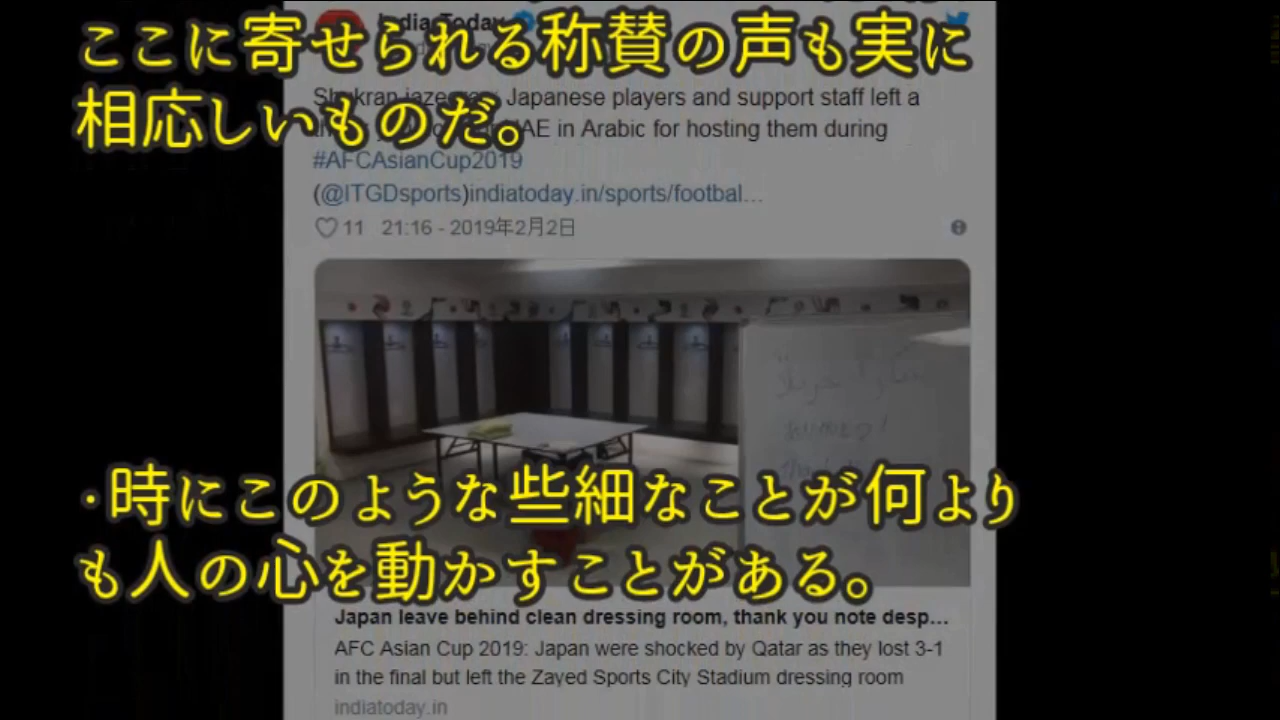 India Today
ここに寄せられる称賛の声も実に
相応しいものだ。
Japanese players and support staff left a
UAE in Arabic for hosting them during
#AFCAsianCup2019
(@ITGDsports)indiatoday.in/sports/footbal…
11 21:16 - 2019年2月2日
・時にこのような些細なことが何より
も人の心を動かすことがある。
Japan leave behind clean dressing room, thank you note desp...
AFC Asian Cup 2019: Japan were shocked by Qatar as they lost 3-1
in the final but left the Zayed Sports City Stadium dressing room
indiatoday.in